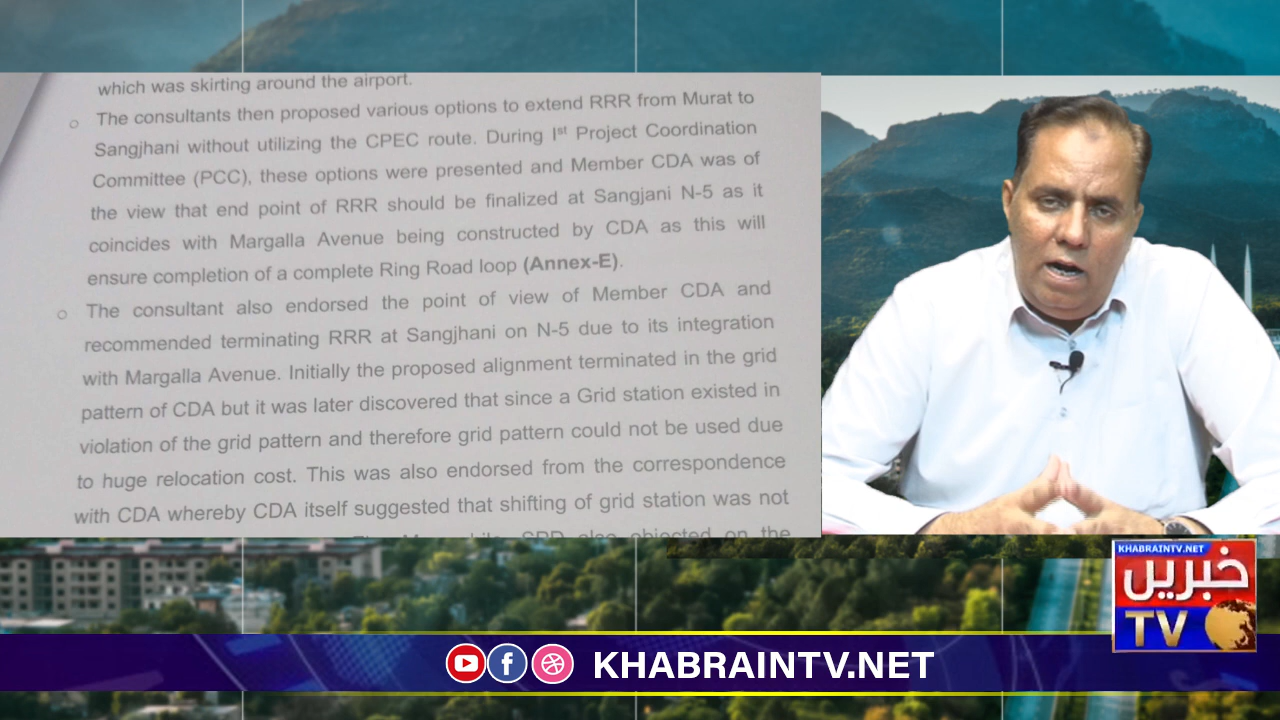 which was skirting around the airport.
o The consultants then proposed various options to extend RRR from Murat to
Sangjhani without utilizing the CPEC route. During Ist Project Coordination
Committee (PCC), these options were presented and Member CDA was of
the view that end point of RRR should be finalized at Sangjani N-5 as it
coincides with Margalla Avenue being constructed by CDA as this will
ensure completion of a complete Ring Road loop (Annex-E).
o The consultant also endorsed the point of view of Member CDA and
recommended terminating RRR at Sangjhani on N-5 due to its integration
with Margalla Avenue. Initially the proposed alignment terminated in the grid
pattern of CDA but it was later discovered that since a Grid station existed in
violation of the grid pattern and therefore grid pattern could not be used due
to huge relocation cost. This was also endorsed from the correspondence
with CDA whereby CDA itself suggested that shifting of grid station was not
also objected on the
KHABRAINTV.NET
خبریں
TV
KHABRAINTV.NET